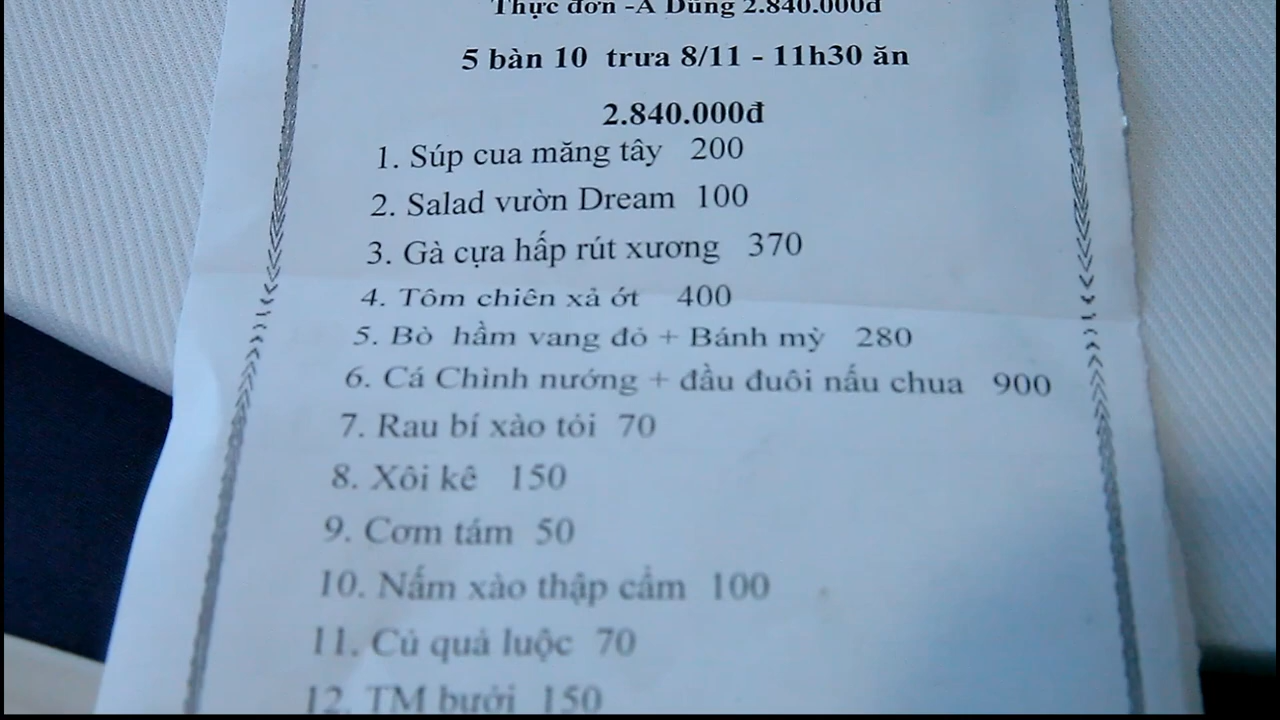 Thực đơn -A Dũng 2.840.000đ
5 bàn 10 trưa 8/11 - 11h30 ăn
2.840.000đ
1. Súp cua măng tây 200
2. Salad vườn Dream 100
3. Gà cựa hấp rút xương 370
4. Tôm chiên xả ớt 400
5. Bò hầm vang đỏ + Bánh mỳ 280
6. Cá Chình nướng + đầu đuôi nấu chua 900
7. Rau bí xào tỏi 70
8. Xôi kê 150
9. Cơm tám 50
10. Nấm xào thập cẩm 100
11. Củ quả luộc 70
12. TM bưởi 150